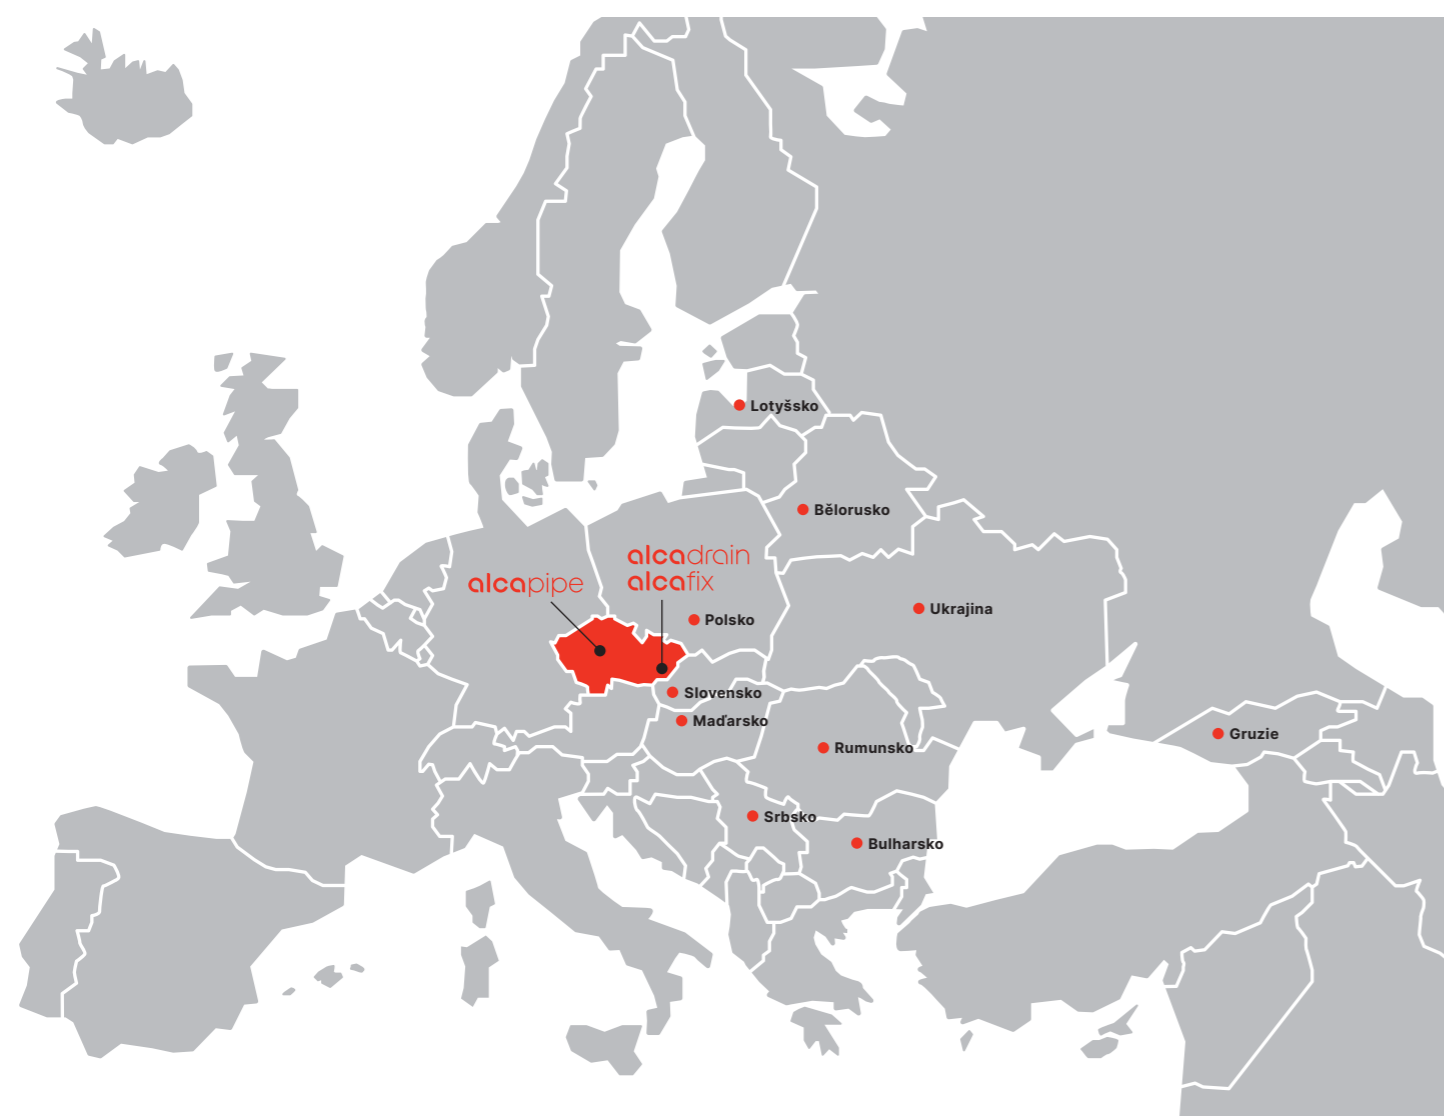 Lotyšsko
Bělorusko
alcadrain
alcafix
alcapipe
Polsko
Ukrajina
Slovensko
Maďarsko
Rumunsko
Gruzie
Srbsko
Bulharsko